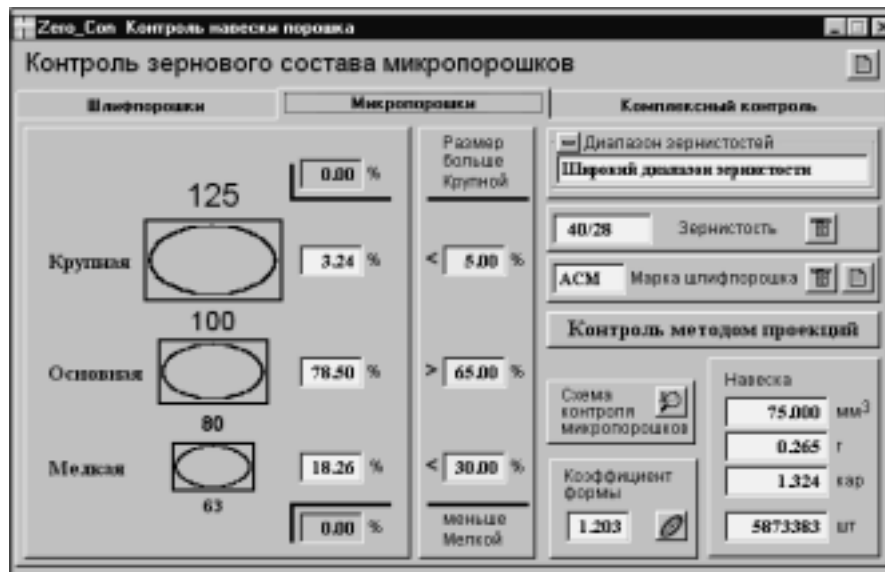 Zero_Con Контроль навески порошка
Контроль зернового состава микропорошков
Шлифпорошки Микропорошки Комплексный контроль
0.00 %
Размер
больше
Крупной
Диапазон зернистостей
Широкий диапазон зернистости
125
Крупная 3.24 % < 5.00 %
40/28 Зернистость
АСМ Марка шлифпорошка
100
Контроль методом проекций
Основная 78.50 % > 65.00 %
80
Схема
контроля
микропорошков
Навеска
75.000 мм3
0.265 г
1.324 кар
5873383 шт
Мелкая 18.26 % < 30.00 %
63
Коэффициент
формы
1.203
0.00 %
меньше
Мелкой